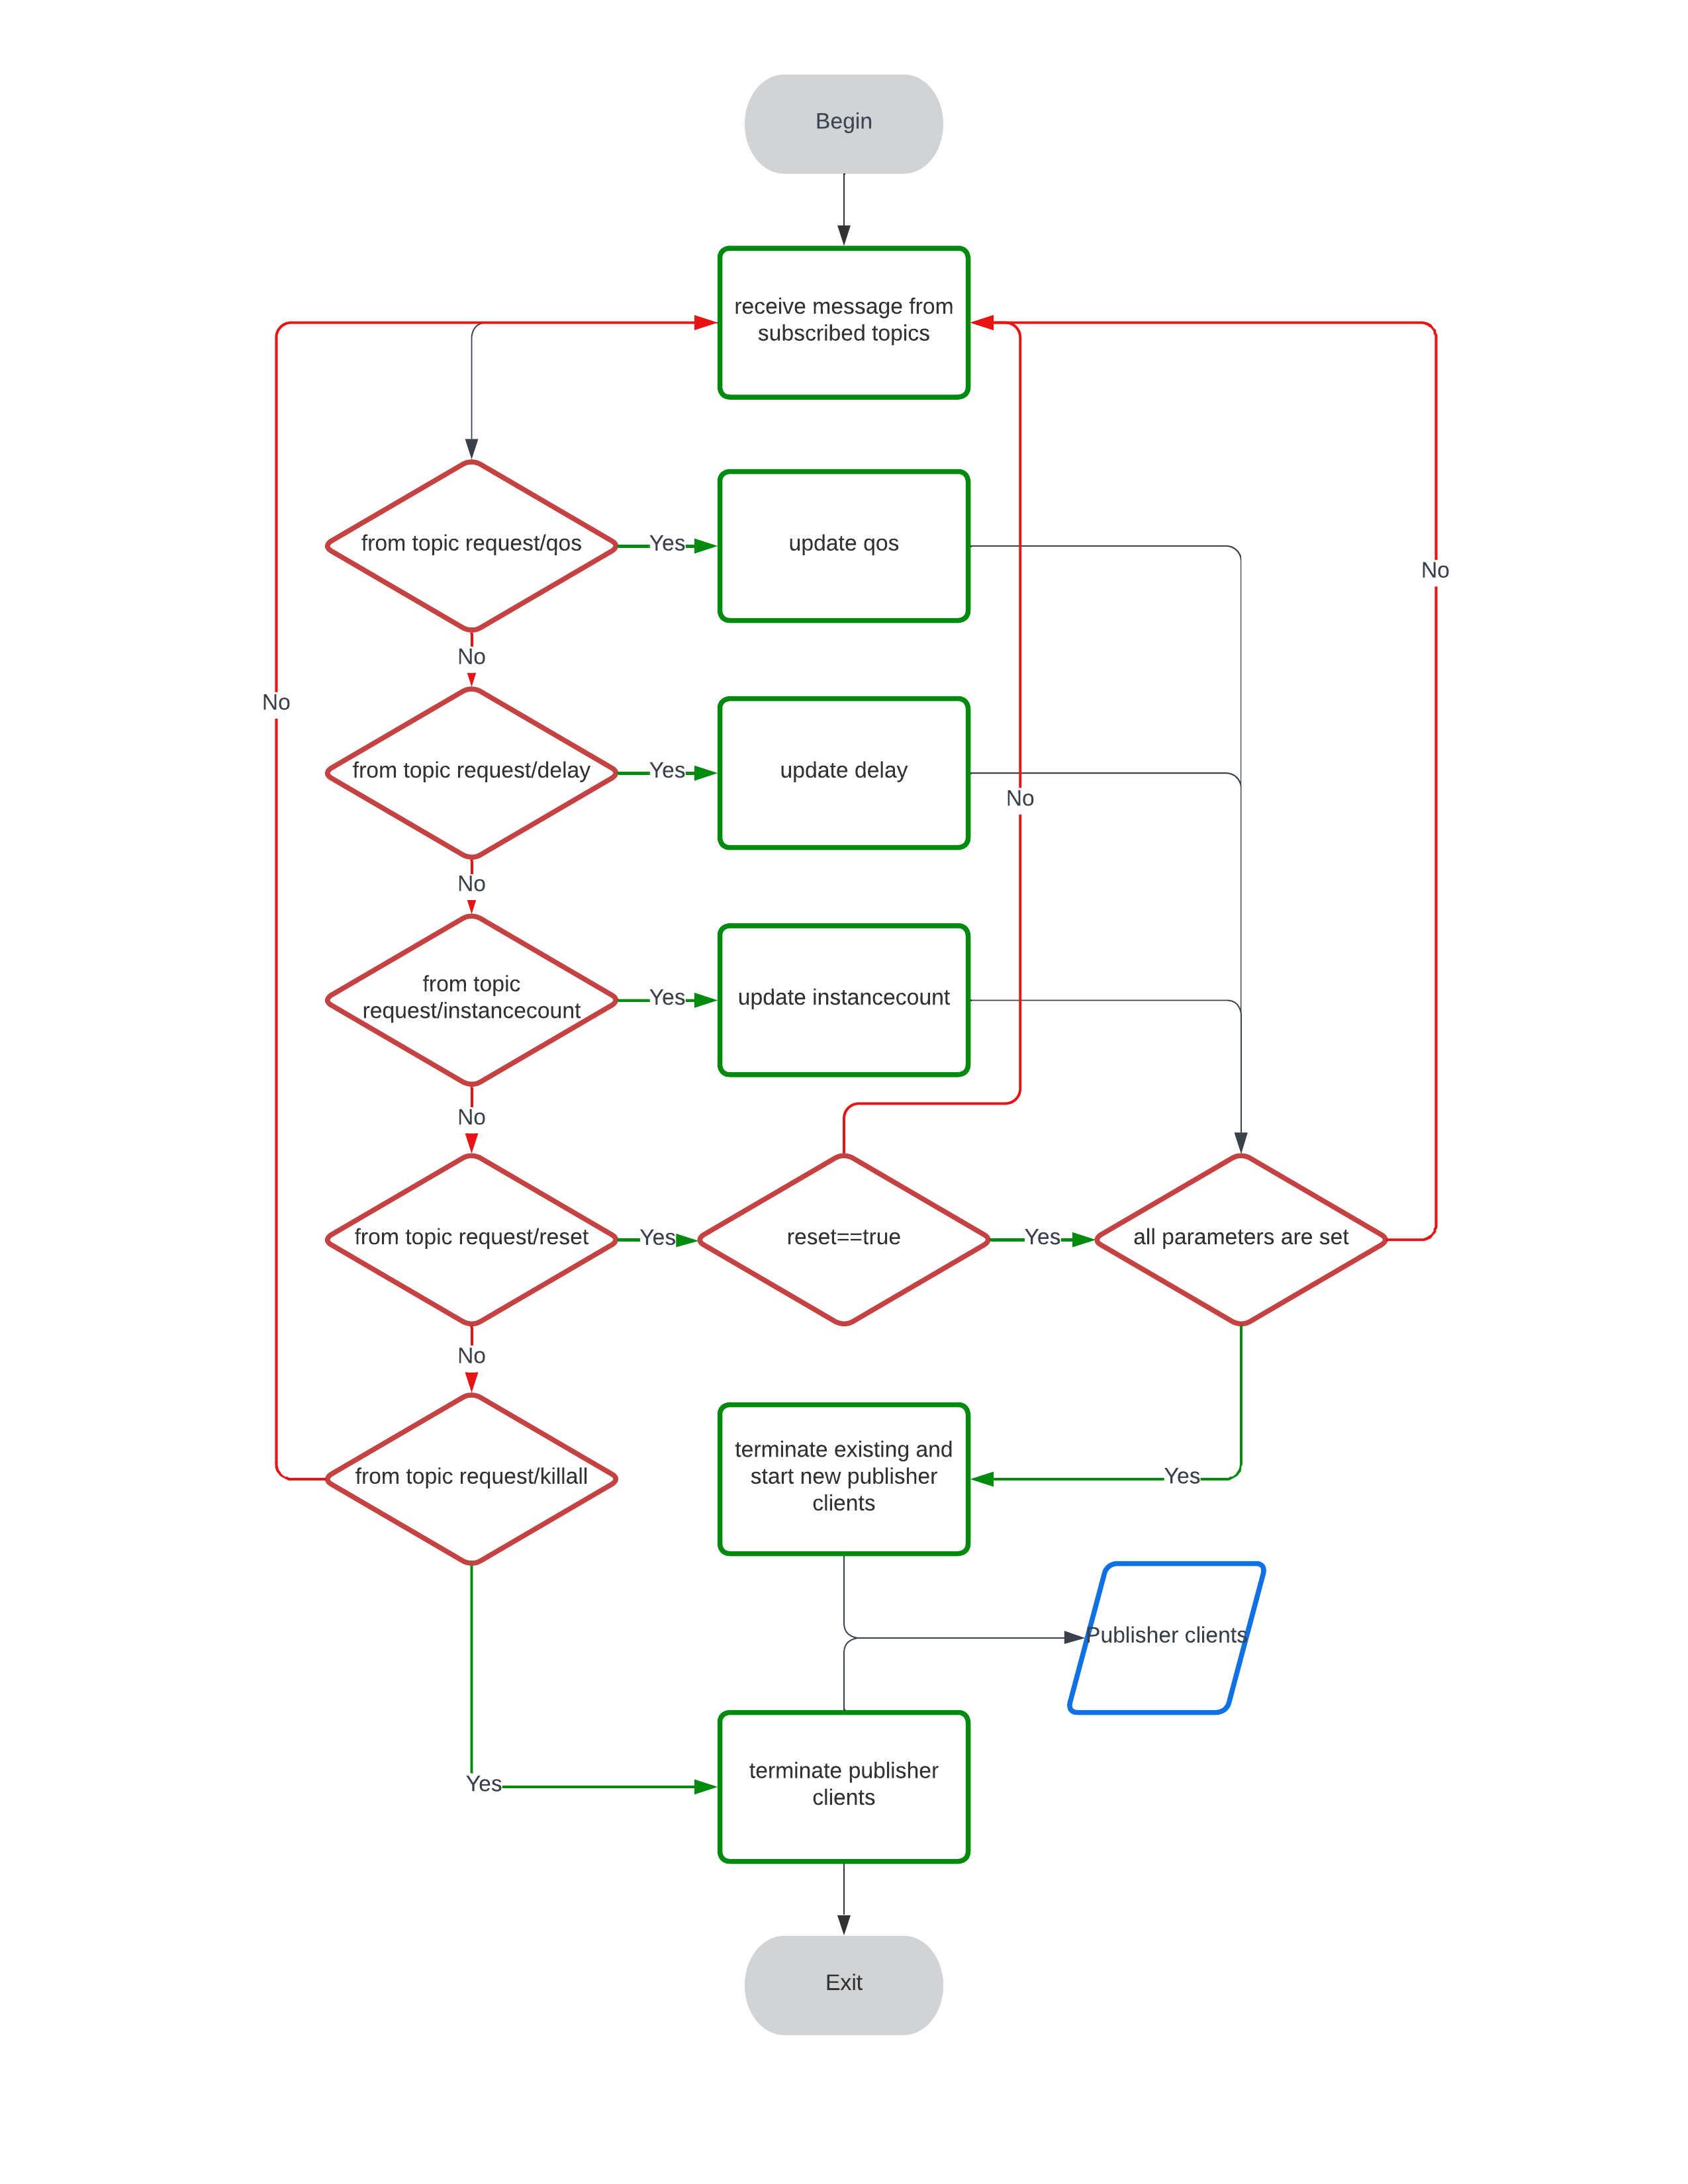 Begin
receive message from
subscribed topics
from topic request/qos
Yes
update qos
No
No
from topic request/delay
Yes
update delay
No
No
No
from topic
request/instancecount
Yes
update instancecount
No
from topic request/reset
Yes
reset==true
Yes
all parameters are set
No
from topic request/killall
terminate existing and
start new publisher
clients
Yes
Publisher clients
Yes
terminate publisher
clients
Exit